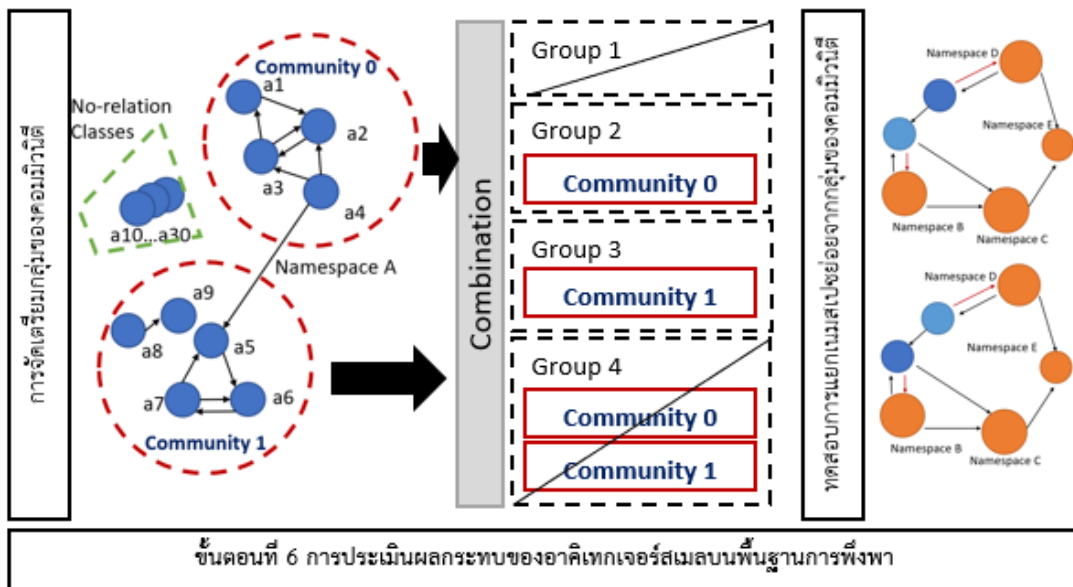 การจัดเตรียมกลุ่มของคอมมิวนิตี
No-relation
Classes
a10...a30
Community 0
a1
a2
a3
a4
Namespace A
a9
a8
a5
a7
a6
Community 1
Combination
Group 1
Group 2
Community 0
Group 3
Community 1
Group 4
Community 0
Community 1
ทดสอบการแยกเนมสเปซย่อยจากกลุ่มของคอมมิวนิตี
Namespace D
Namespace E
Namespace B
Namespace C
Namespace D
Namespace E
Namespace B
Namespace C
ขั้นตอนที่ 6 การประเมินผลกระทบของอาคิเทกเจอร์สเมลบนพื้นฐานการพึ่งพา